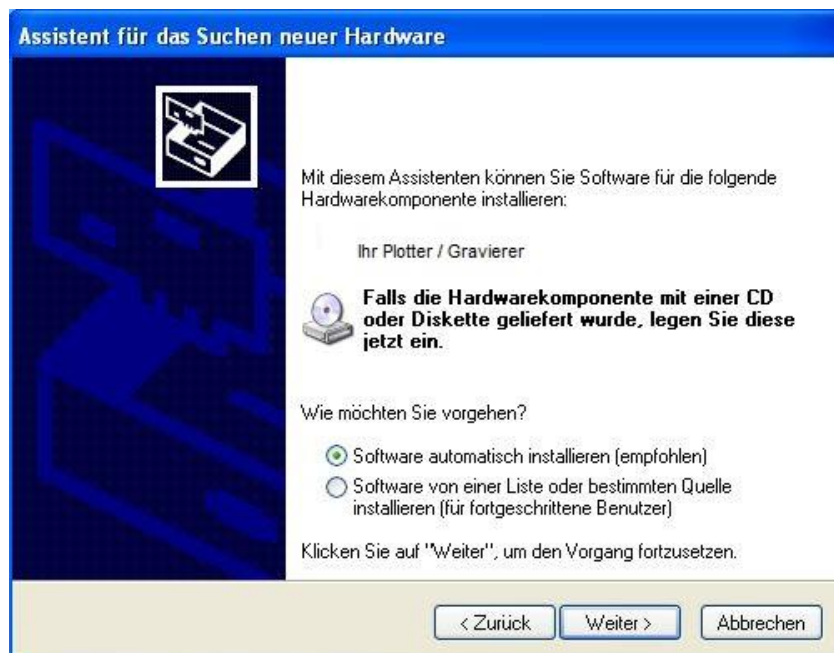 Assistent für das Suchen neuer Hardware
Mit diesem Assistenten können Sie Software für die folgende
Hardwarekomponente installieren:
Ihr Plotter / Gravierer
Falls die Hardwarekomponente mit einer CD
oder Diskette geliefert wurde, legen Sie diese
jetzt ein.
Wie möchten Sie vorgehen?
Software automatisch installieren (empfohlen)
Software von einer Liste oder bestimmten Quelle
installieren (für fortgeschrittene Benutzer)
Klicken Sie auf "Weiter", um den Vorgang fortzusetzen.
< Zurück Weiter > Abbrechen